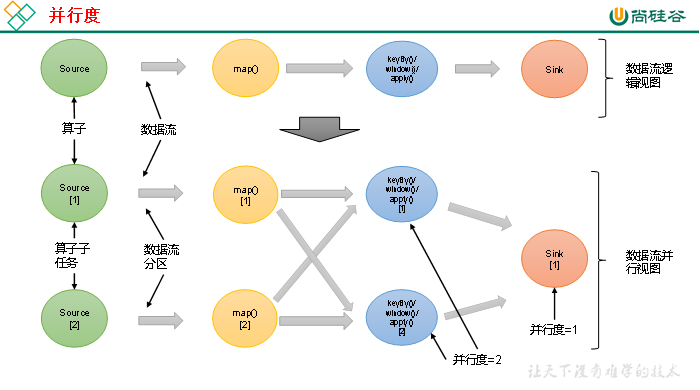 并行度
尚硅谷
Source
map()
keyBy()/
window()/
apply()
Sink
数据流逻
辑视图
算子
数据流
Source
[1]
map()
[1]
keyBy()/
window()/
apply()
[1]
Sink
[1]
算子子
任务
数据流
分区
数据流并
行视图
Source
[2]
map()
[2]
keyBy()/
window()/
apply()
[2]
并行度=2
并行度=1
让天下没有难学的技术